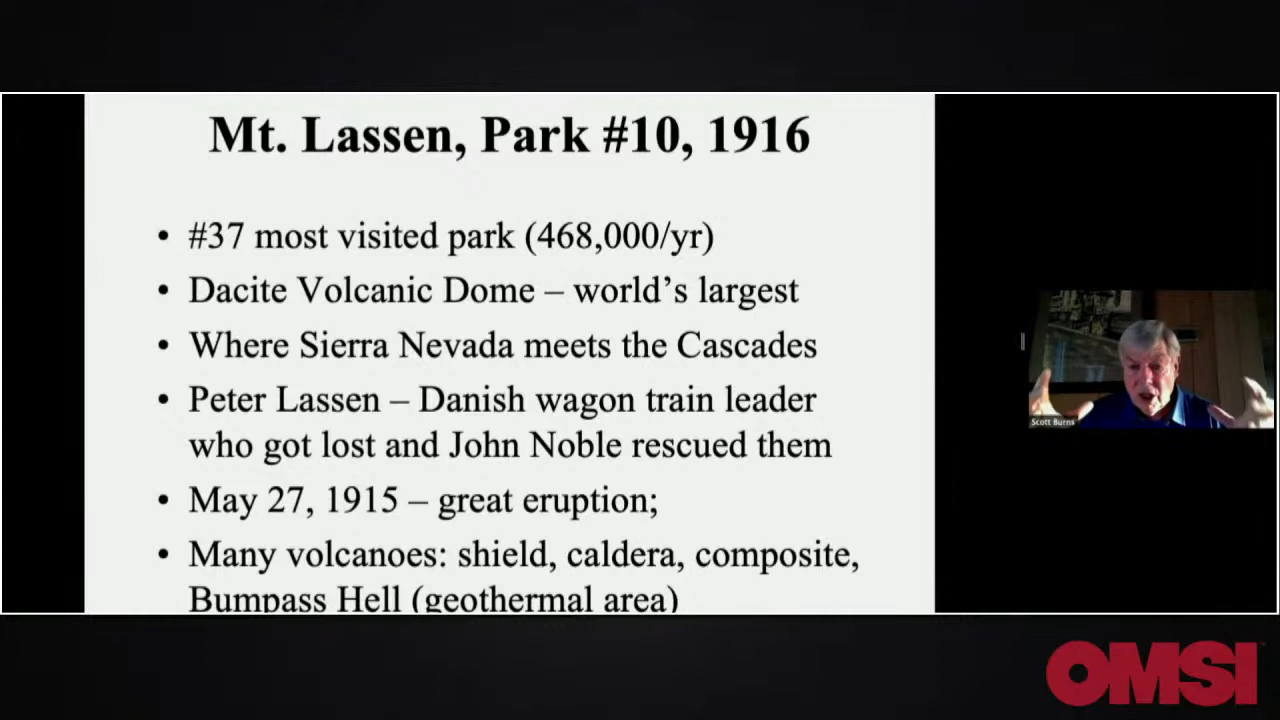 Mt. Lassen, Park #10, 1916
• #37 most visited park (468,000/yr)
• Dacite Volcanic Dome – world’s largest
• Where Sierra Nevada meets the Cascades
• Peter Lassen – Danish wagon train leader
who got lost and John Noble rescued them
• May 27, 1915 – great eruption;
• Many volcanoes: shield, caldera, composite,
Bumpass Hell (geothermal area)
Scott Burns
OMSI